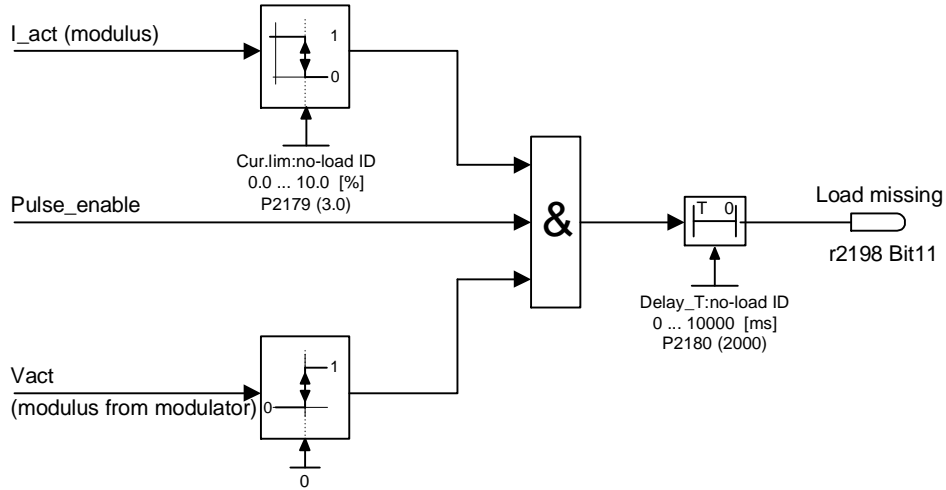 I_act (modulus)
1
0
Cur.lim:no-load ID
0.0 ... 10.0 [%]
P2179 (3.0)
Pulse_enable
&
T 0
Load missing
r2198 Bit11
Delay_T:no-load ID
0 ... 10000 [ms]
P2180 (2000)
Vact
(modulus from modulator)
1
0
0